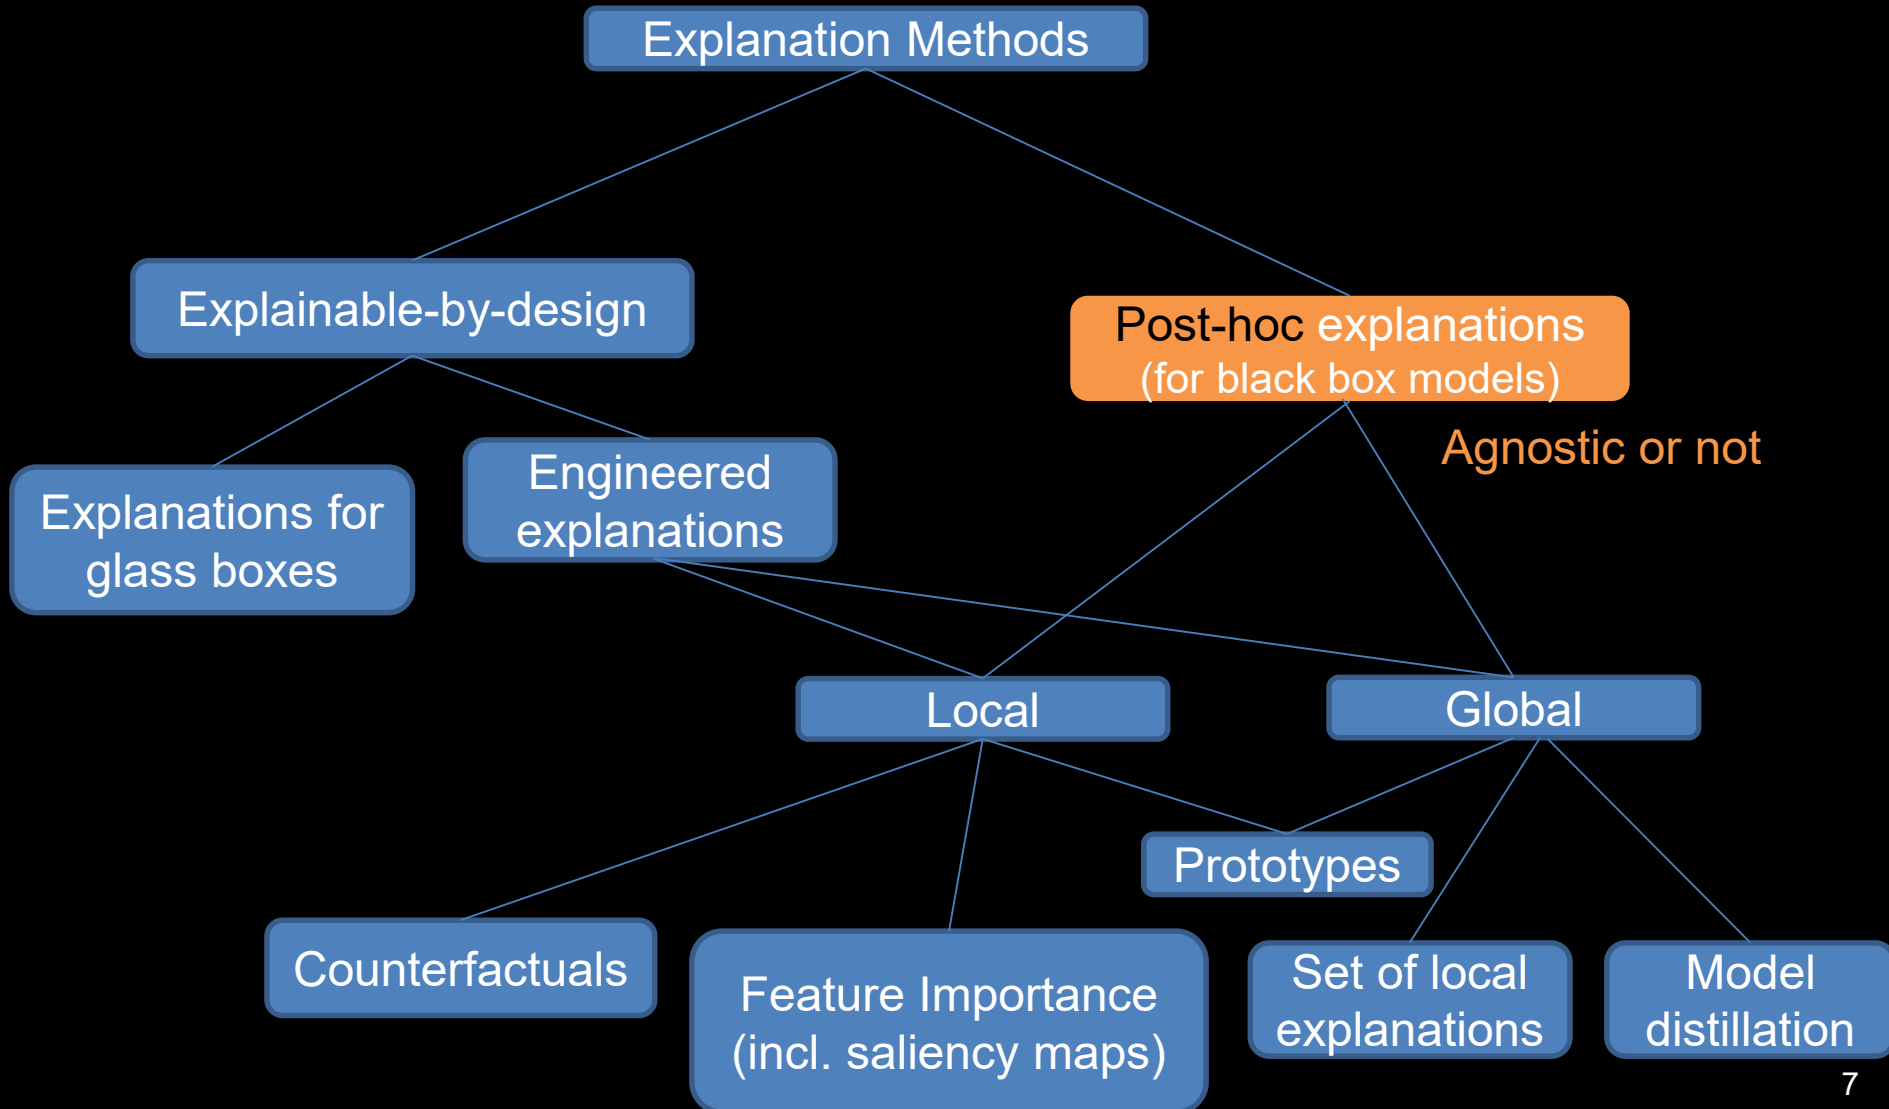 Explanation Methods
Explainable-by-design
Post-hoc explanations
(for black box models)
Agnostic or not
Explanations for
glass boxes
Engineered
explanations
Local
Global
Prototypes
Counterfactuals
Feature Importance
(incl. saliency maps)
Set of local
explanations
Model
distillation
7